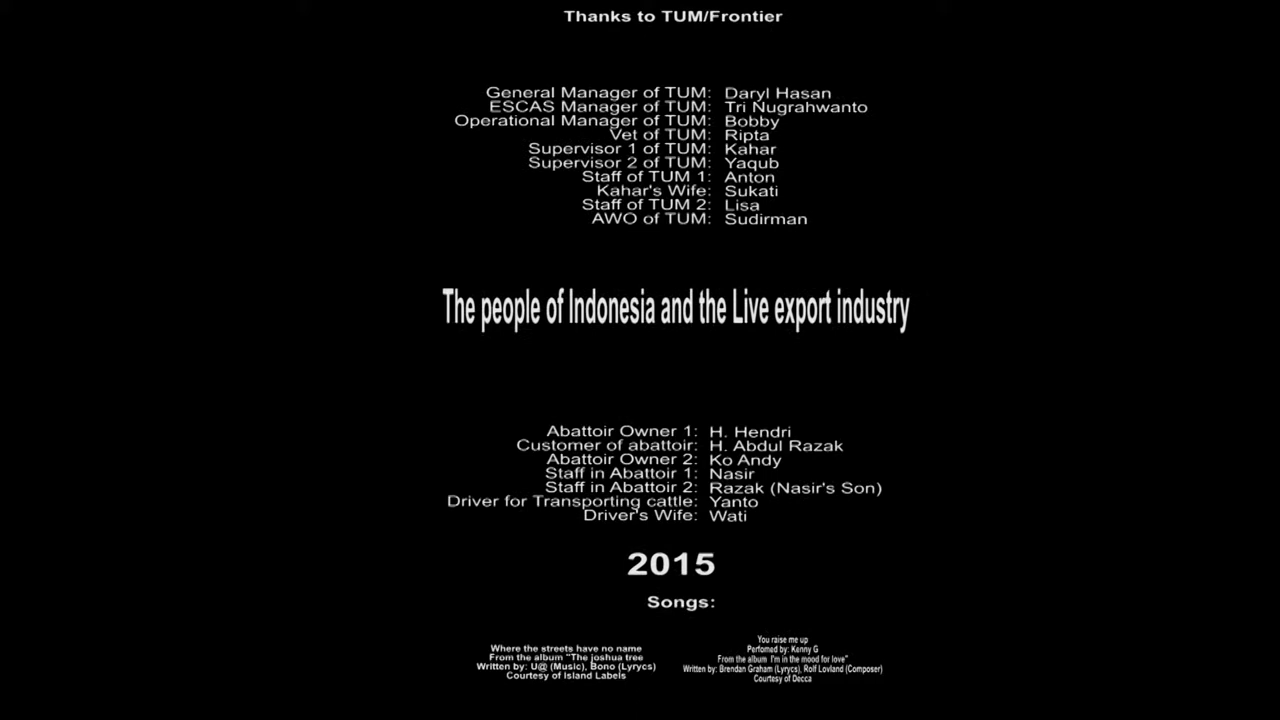 Thanks to TUM/Frontier
General Manager of TUM: Daryl Hasan
ESCAS Manager of TUM: Tri Nugrahwanto
Operational Manager of TUM: Bobby
Vet of TUM: Ripta
Supervisor 1 of TUM: Kahar
Supervisor 2 of TUM: Yaqub
Staff of TUM 1: Anton
Kahar's Wife: Sukati
Staff of TUM 2: Lisa
AWO of TUM: Sudirman
The people of Indonesia and the Live export industry
Abattoir Owner 1: H. Hendri
Customer of abattoir: H. Abdul Razak
Abattoir Owner 2: Ko Andy
Staff in Abattoir 1: Nasir
Staff in Abattoir 2: Razak (Nasir's Son)
Driver for Transporting cattle: Yanto
Driver's Wife: Wati
2015
Songs:
Where the streets have no name
From the album "The joshua tree
Written by: U@ (Music), Bono (Lyrycs)
Courtesy of Island Labels
You raise me up
Perfomed by: Kenny G
From the album I'm in the mood for love"
Written by: Brendan Graham (Lyrycs), Rolf Lovland (Composer)
Courtesy of Decca